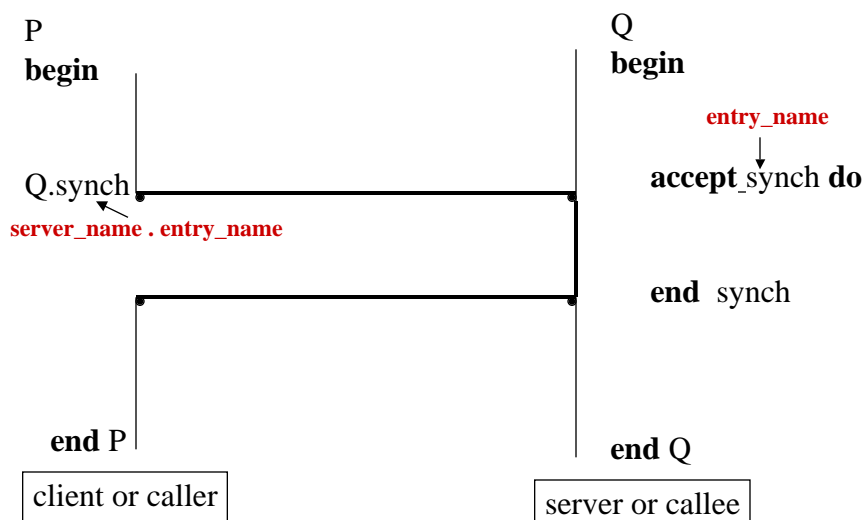 P
begin
Q
begin
entry_name
Q.synch
accept synch do
server_name . entry_name
end synch
end P
end Q
client or caller
server or callee